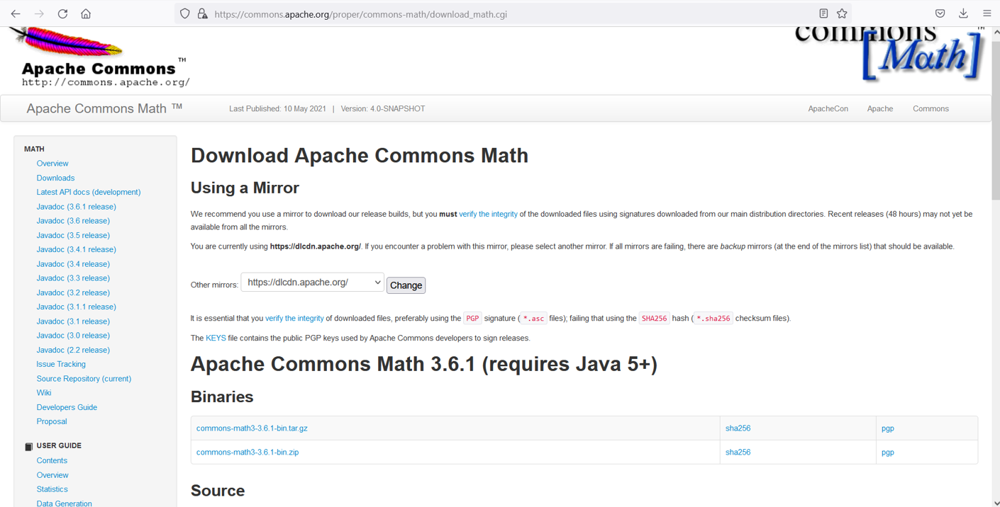 https://commons.apache.org/proper/commons-math/download_math.cgi
commons TM
Apache Commons TM
http://commons.apache.org/
[Math]
Apache Commons Math ™
Last Published: 10 May 2021 | Version: 4.0-SNAPSHOT
ApacheCon Apache Commons
MATH
Overview
Downloads
Latest API docs (development)
Javadoc (3.6.1 release)
Javadoc (3.6 release)
Javadoc (3.5 release)
Javadoc (3.4.1 release)
Javadoc (3.4 release)
Javadoc (3.3 release)
Javadoc (3.2 release)
Javadoc (3.1.1 release)
Javadoc (3.1 release)
Javadoc (3.0 release)
Javadoc (2.2 release)
Issue Tracking
Source Repository (current)
Wiki
Developers Guide
Proposal
USER GUIDE
Contents
Overview
Statistics
Data Generation
Download Apache Commons Math
Using a Mirror
We recommend you use a mirror to download our release builds, but you must verify the integrity of the downloaded files using signatures downloaded from our main distribution directories. Recent releases (48 hours) may not yet be
available from all the mirrors.
You are currently using https://dlcdn.apache.org/. If you encounter a problem with this mirror, please select another mirror. If all mirrors are failing, there are backup mirrors (at the end of the mirrors list) that should be available.
Other mirrors: https://dlcdn.apache.org/ Change
It is essential that you verify the integrity of downloaded files, preferably using the PGP signature ( *.asc files); failing that using the SHA256 hash ( *.sha256 checksum files).
The KEYS file contains the public PGP keys used by Apache Commons developers to sign releases.
Apache Commons Math 3.6.1 (requires Java 5+)
Binaries
commons-math3-3.6.1-bin.tar.gz sha256 pgp
commons-math3-3.6.1-bin.zip sha256 pgp
Source